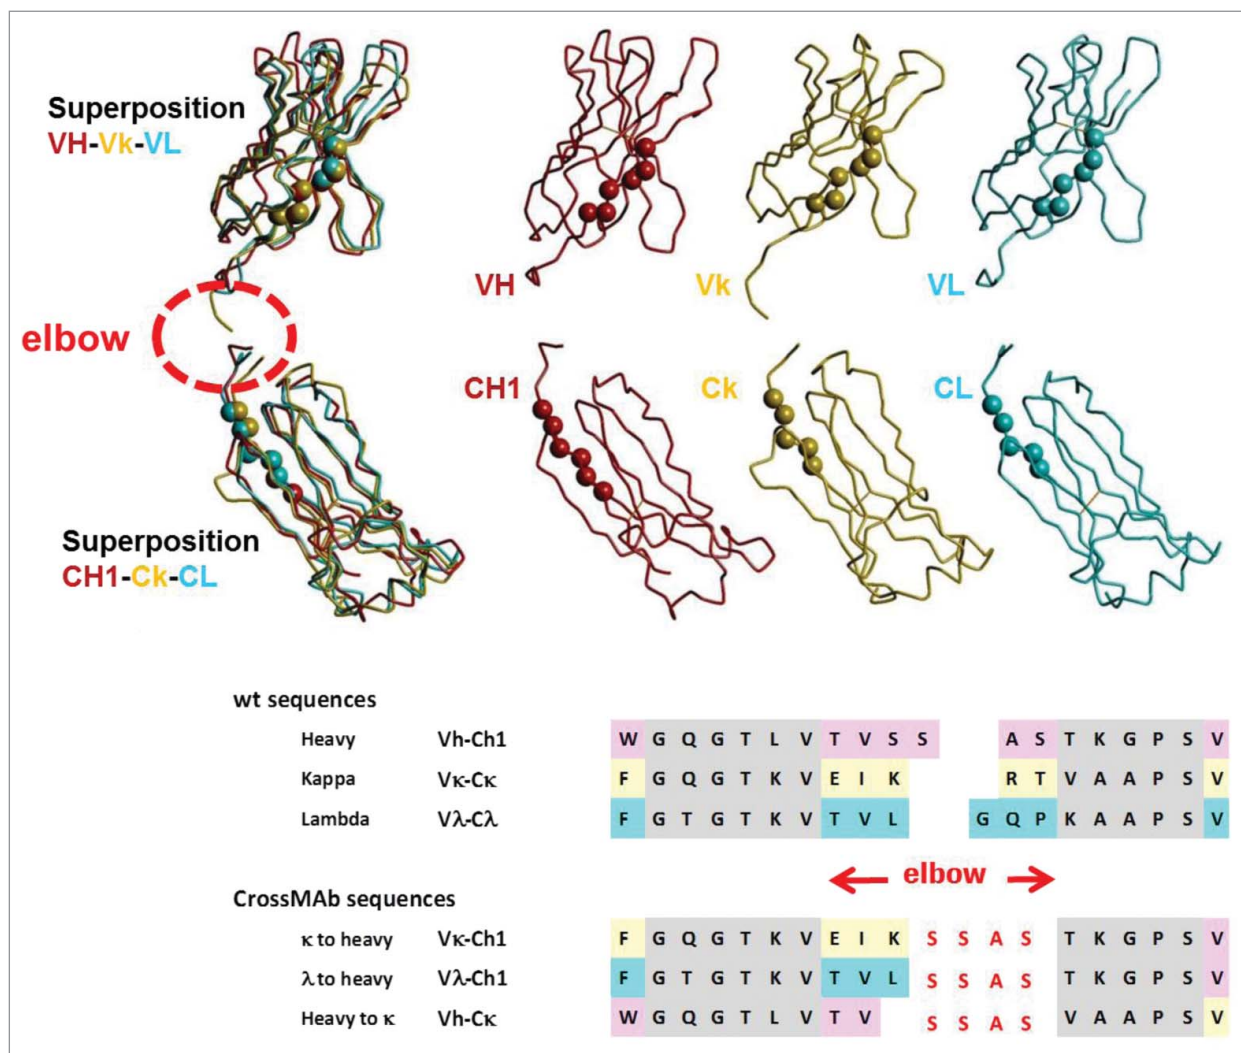 Superposition
VH-Vk-VL
VH
Vk
VL
elbow
CH1
Ck
CL
Superposition
CH1-Ck-CL
wt sequences
Heavy Vh-Ch1 W G Q G T L V T V S S A S T K G P S V
Kappa Vκ-Cκ F G Q G T K V E I K R T V A A P S V
Lambda Vλ-Cλ F G T G T K V T V L G Q P K A A P S V
elbow
CrossMAb sequences
κ to heavy Vκ-Ch1 F G Q G T K V E I K S S A S T K G P S V
λ to heavy Vλ-Ch1 F G T G T K V T V L S S A S T K G P S V
Heavy to κ Vh-Cκ W G Q G T L V T V S S A S V A A P S V